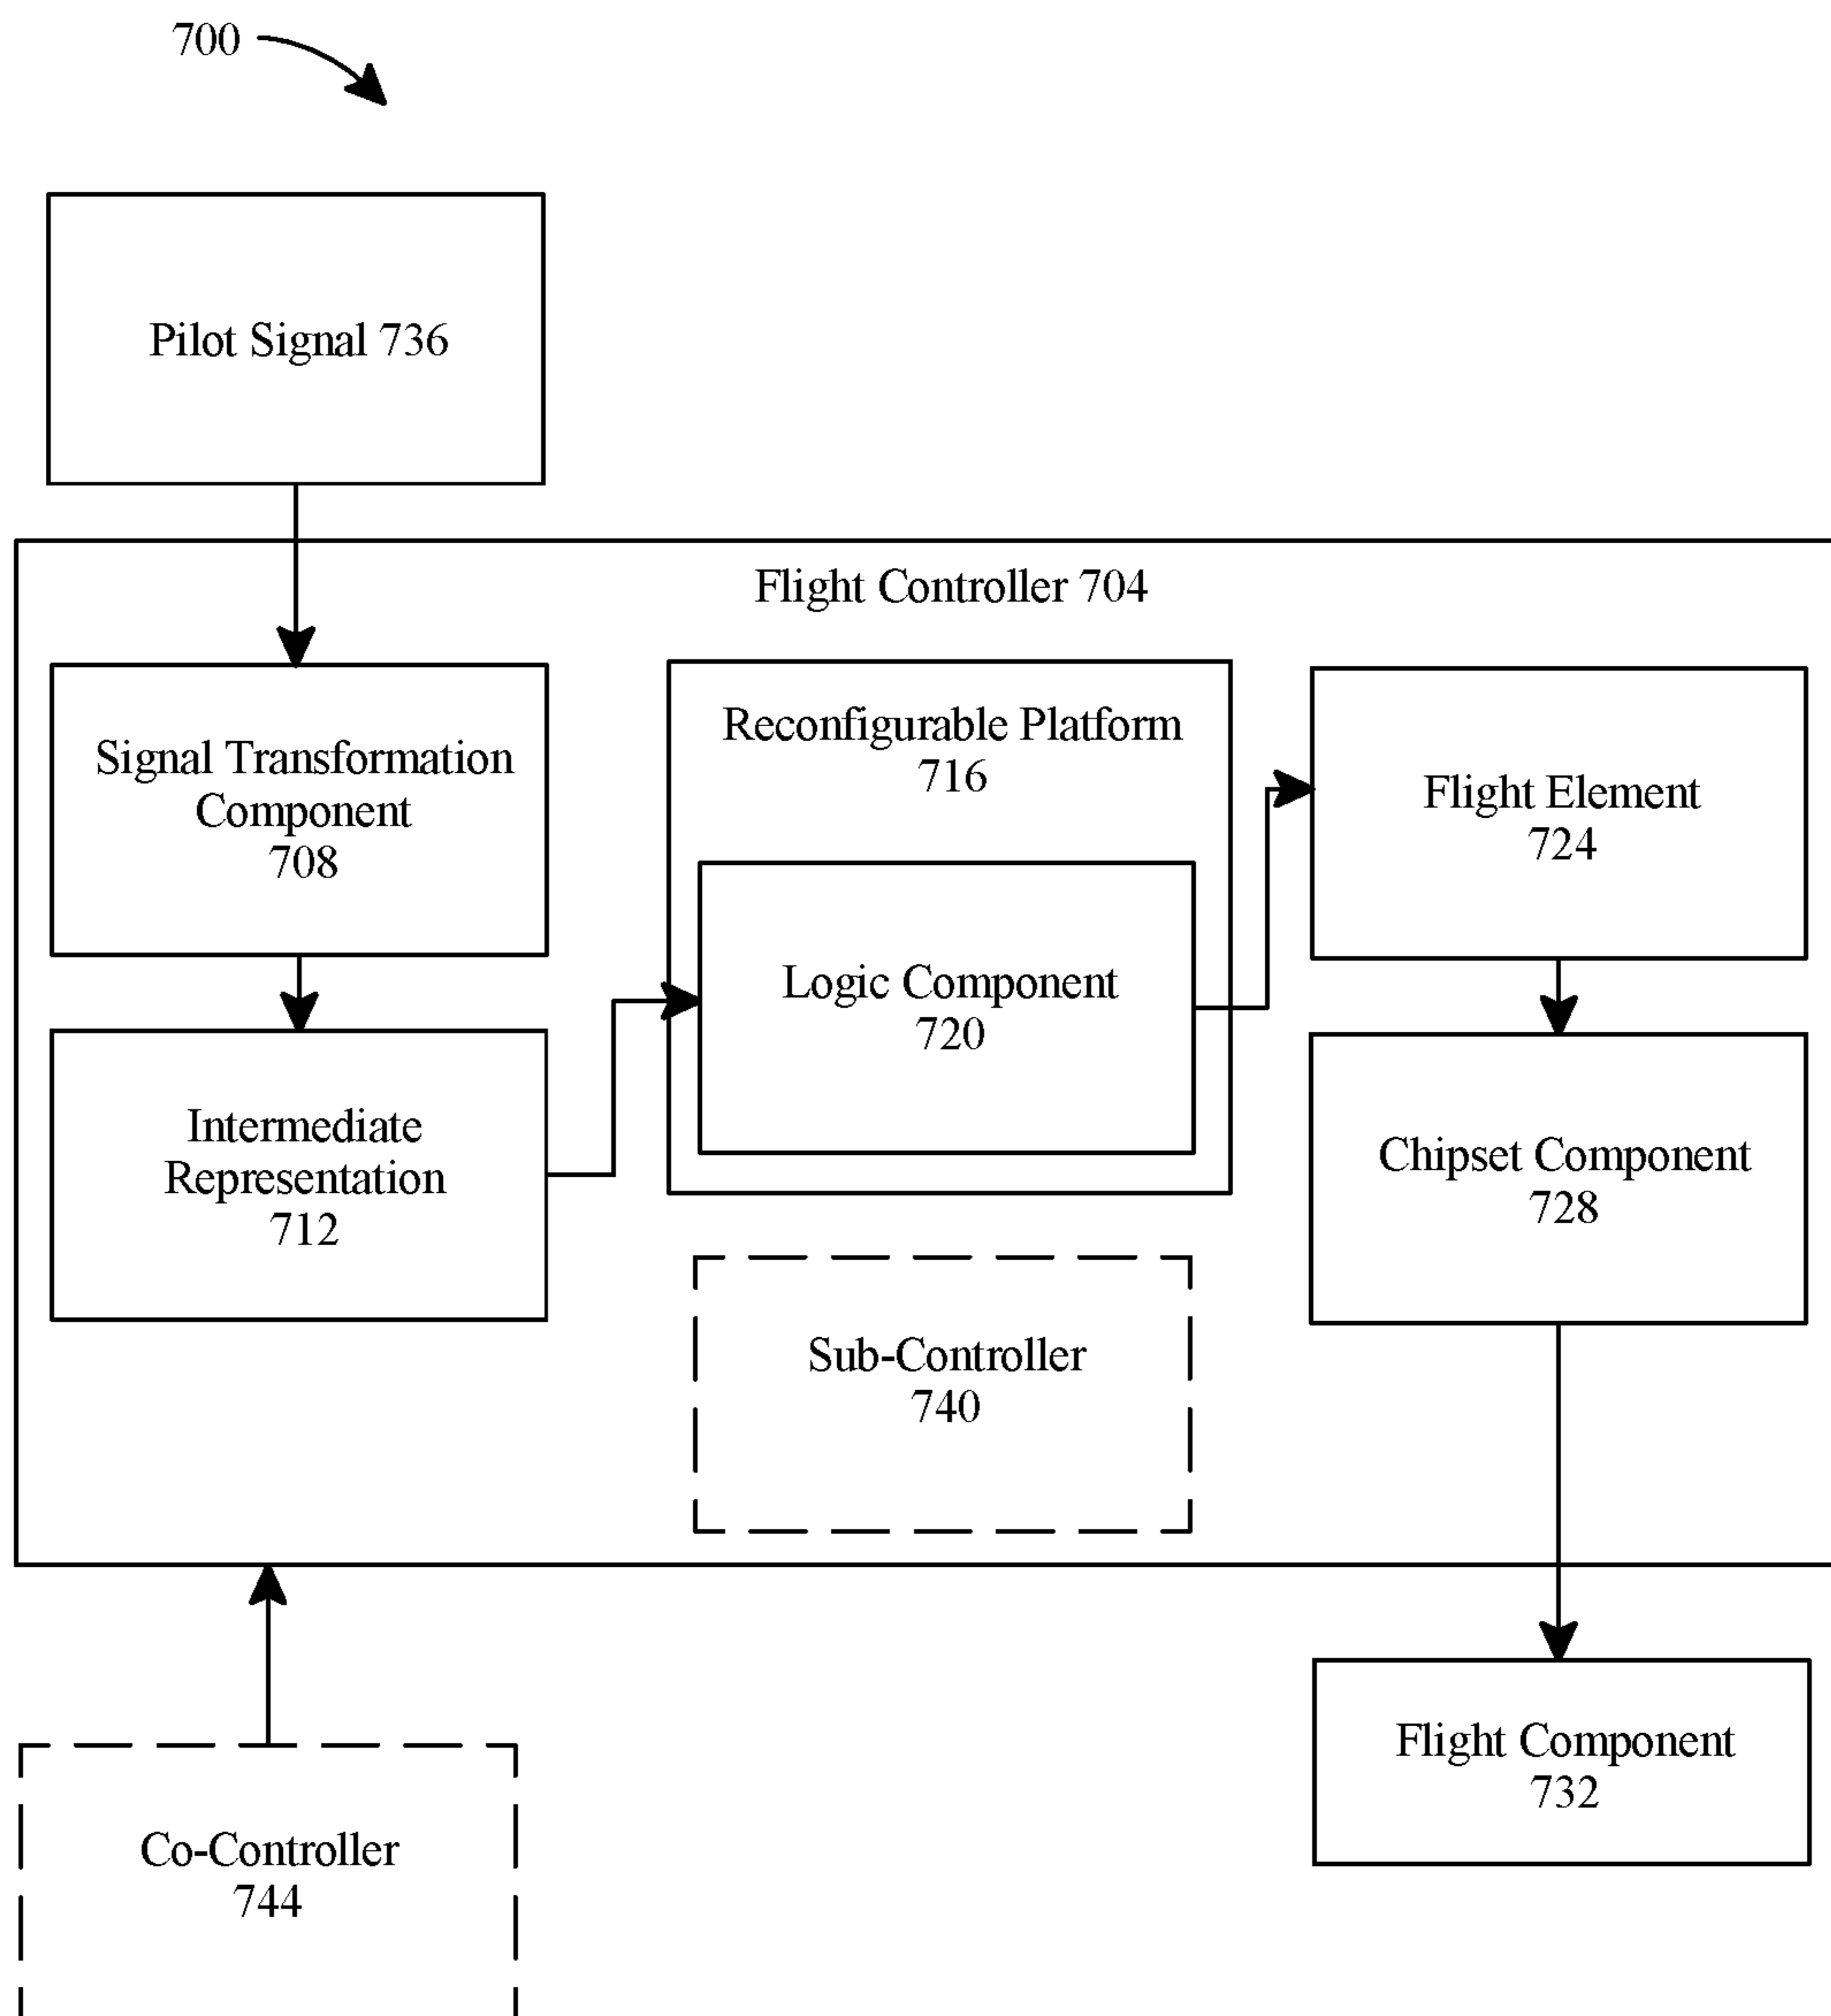 700
Pilot Signal 736
Flight Controller 704
Signal Transformation
Component
708
Reconfigurable Platform
716
Flight Element
724
Logic Component
720
Intermediate
Representation
712
Chipset Component
728
Sub-Controller
740
Flight Component
732
Co-Controller
744